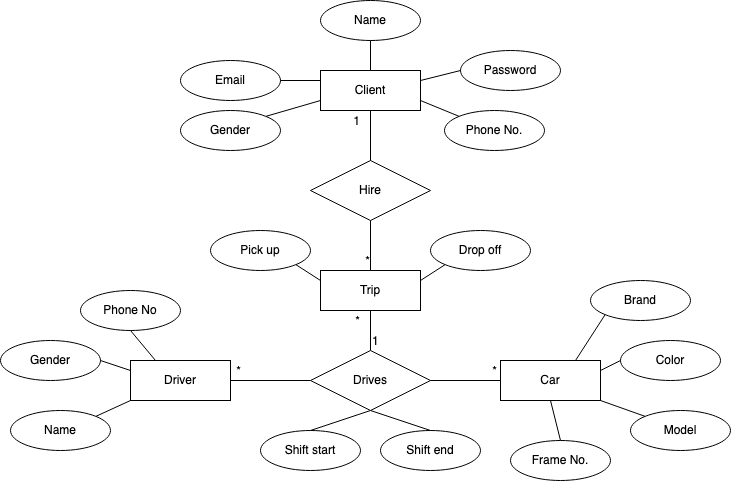 Name
Email
Client
Password
Gender
1
Phone No.
Hire
Pick up
*
Drop off
Trip
Phone No
*
1
Brand
Gender
*
*
Color
Driver
Drives
Car
Name
Shift start
Shift end
Model
Frame No.